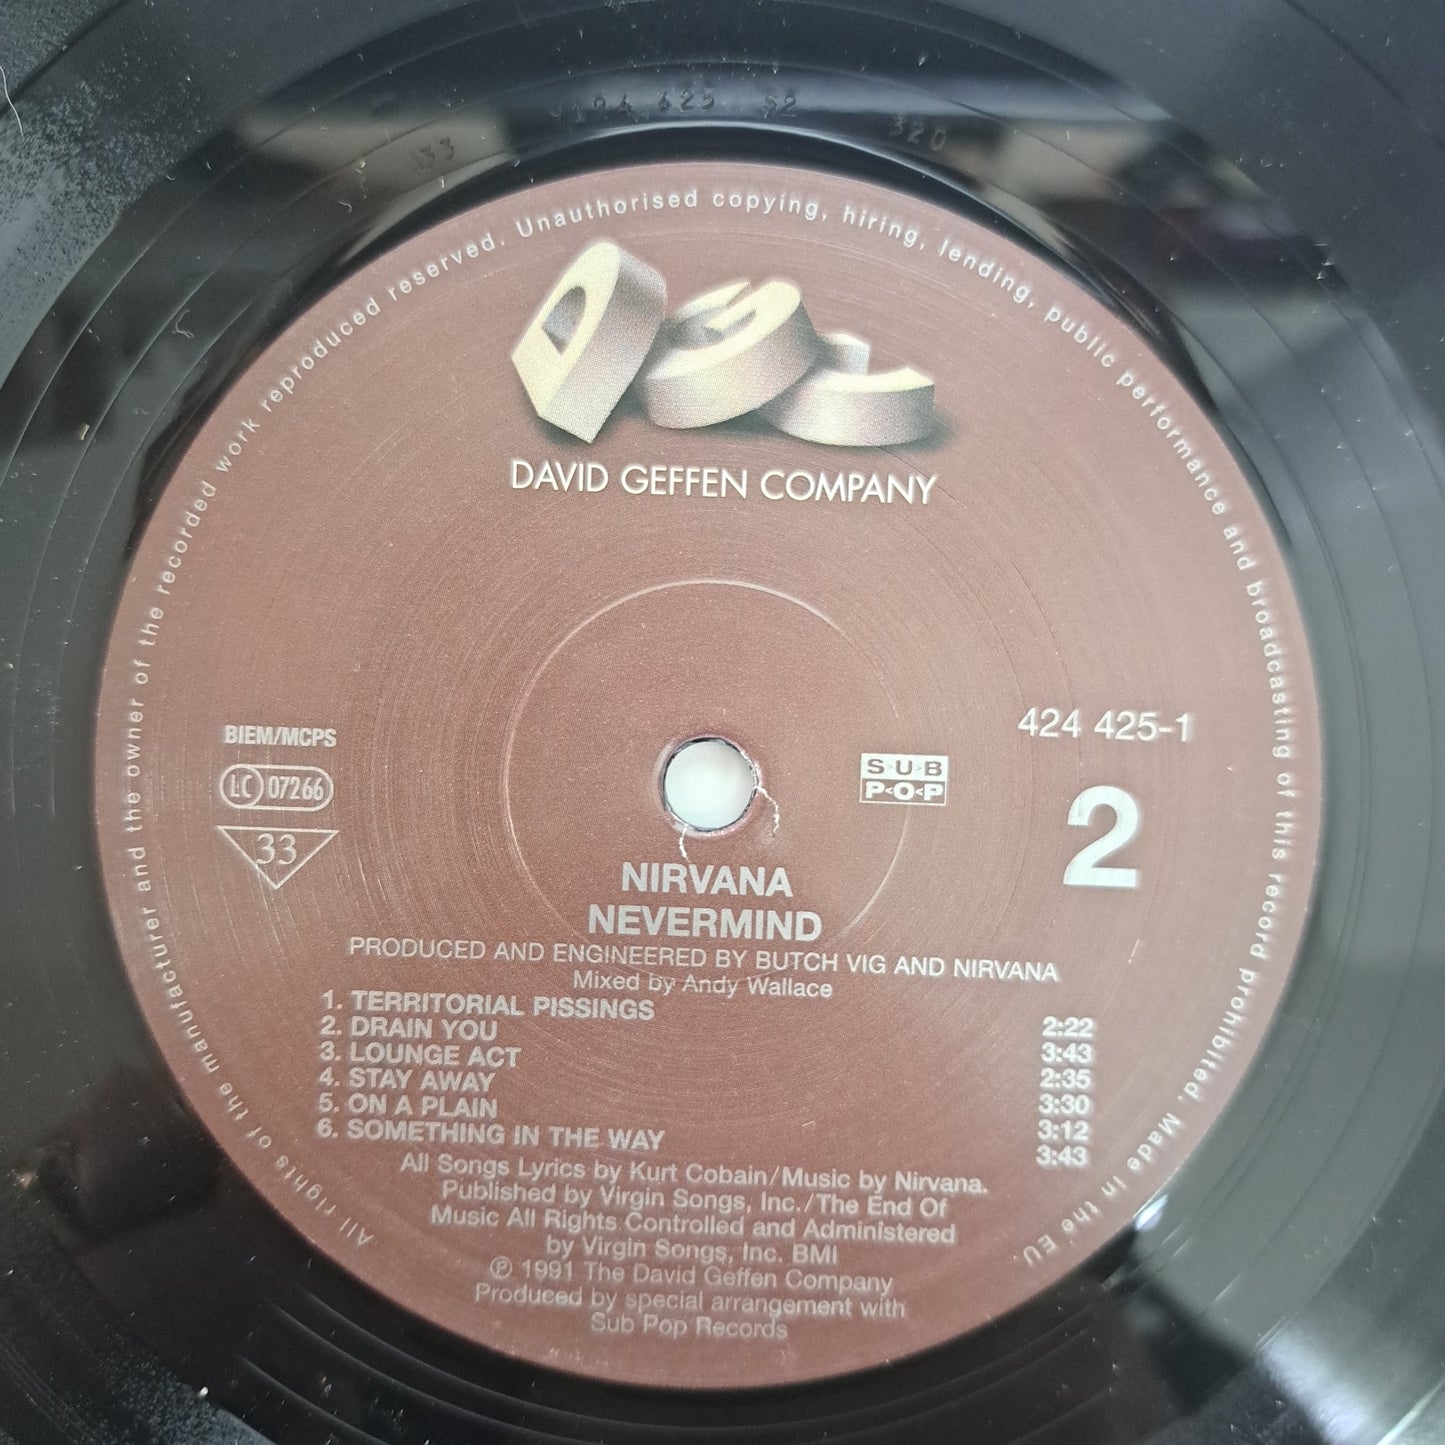 33
425 S2
320
All rights of the manufacturer and the owner of the recorded work reproduced reserved. Unauthorised copying, hiring, lending, public performance and broadcasting of this record prohibited. Made in the EU.
DGC
DAVID GEFFEN COMPANY
BIEM/MCPS
LC 07266
33
424 425-1
SUB
POP
2
NIRVANA
NEVERMIND
PRODUCED AND ENGINEERED BY BUTCH VIG AND NIRVANA
Mixed by Andy Wallace
1. TERRITORIAL PISSINGS 2:22
2. DRAIN YOU 3:43
3. LOUNGE ACT 2:35
4. STAY AWAY 3:30
5. ON A PLAIN 3:12
6. SOMETHING IN THE WAY 3:43
All Songs Lyrics by Kurt Cobain/Music by Nirvana.
Published by Virgin Songs, Inc./The End Of
Music All Rights Controlled and Administered
by Virgin Songs, Inc. BMI
℗ 1991 The David Geffen Company
Produced by special arrangement with
Sub Pop Records